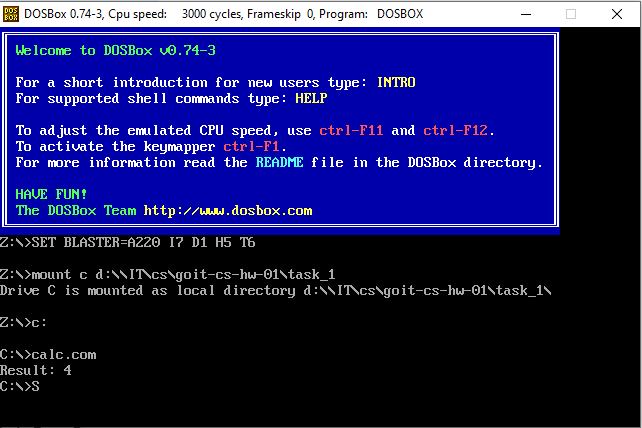 DOSBox 0.74-3, Cpu speed: 3000 cycles, Frameskip 0, Program: DOSBOX
Welcome to DOSBox v0.74-3
For a short introduction for new users type: INTRO
For supported shell commands type: HELP
To adjust the emulated CPU speed, use ctrl-F11 and ctrl-F12.
To activate the keymapper ctrl-F1.
For more information read the README file in the DOSBox directory.
HAVE FUN!
The DOSBox Team http://www.dosbox.com
Z:\>SET BLASTER=A220 I7 D1 H5 T6
Z:\>mount c d:\\IT\cs\goit-cs-hw-01\task_1
Drive C is mounted as local directory d:\\IT\cs\goit-cs-hw-01\task_1\
Z:\>c:
C:\>calc.com
Result: 4
C:\>S